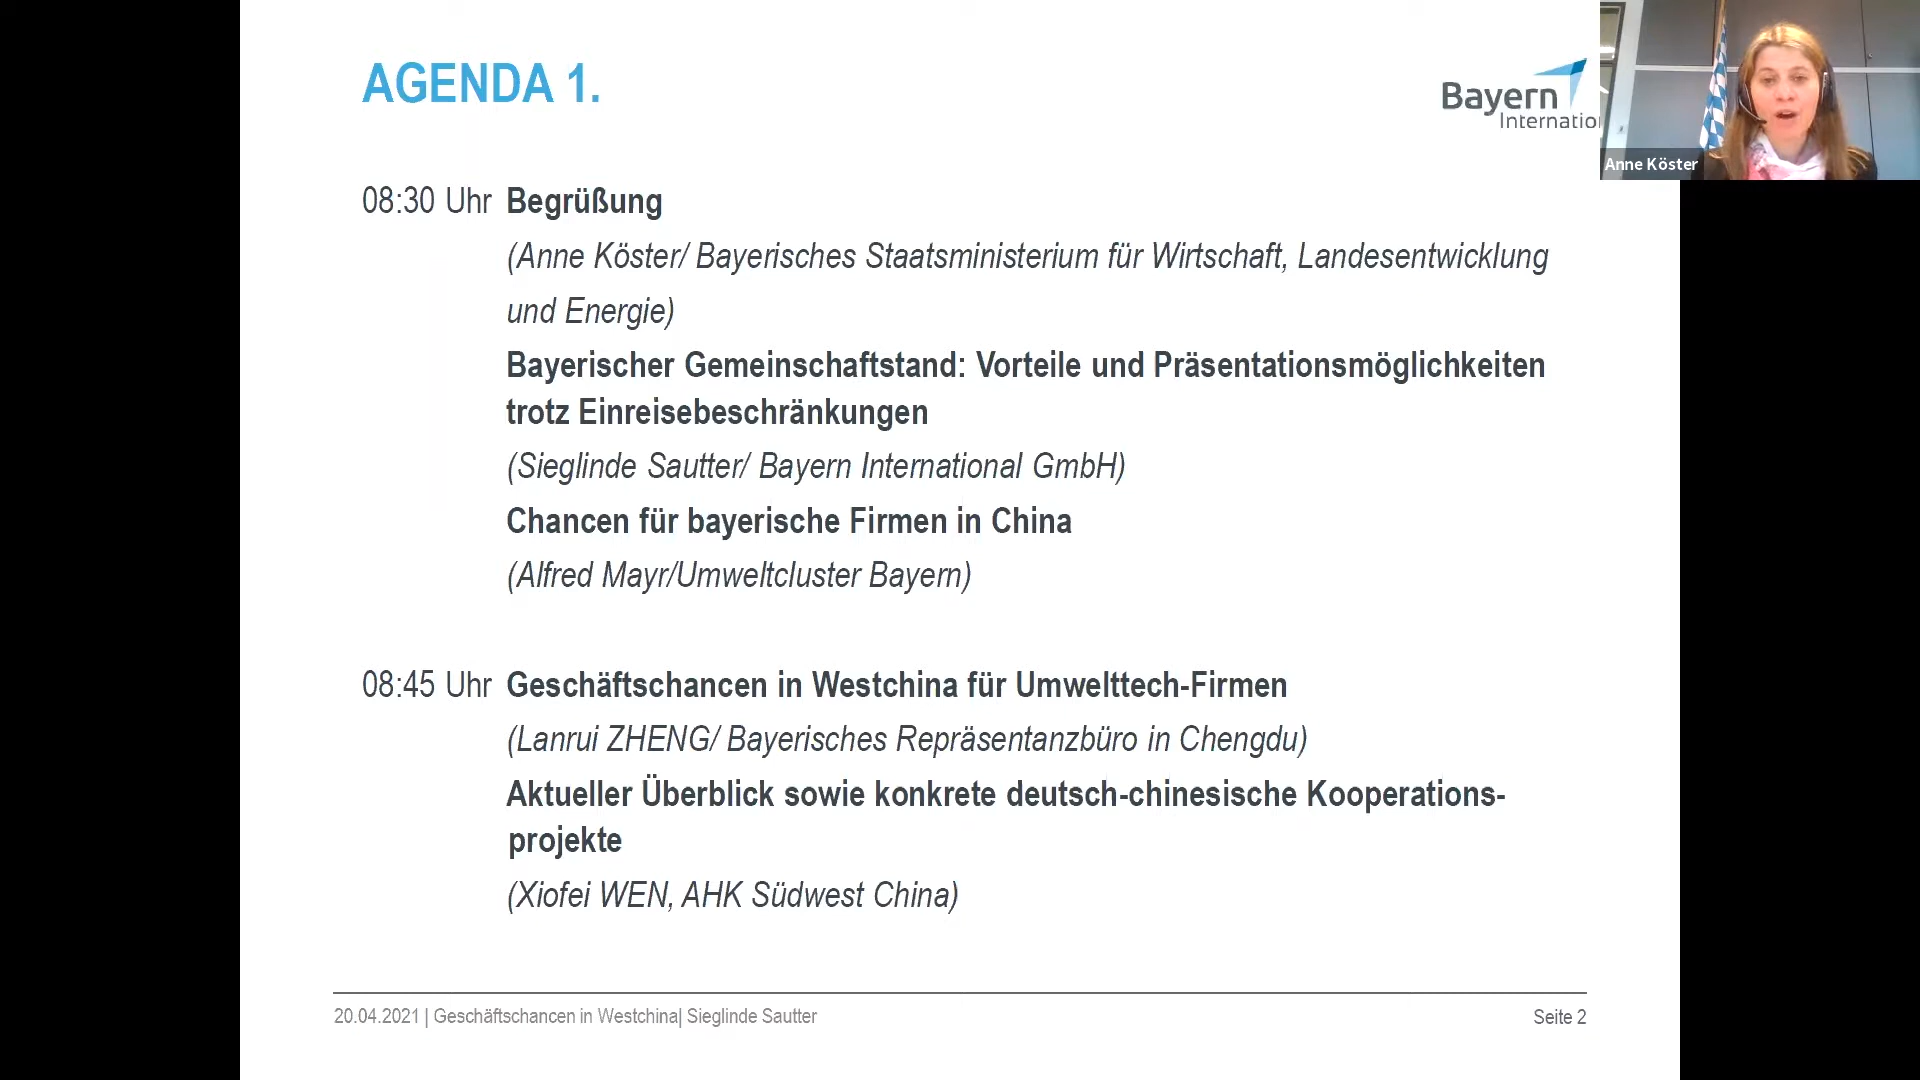 AGENDA 1.
Bayern
Internatio
Anne Köster
08:30 Uhr Begrüßung
(Anne Köster/ Bayerisches Staatsministerium für Wirtschaft, Landesentwicklung
und Energie)
Bayerischer Gemeinschaftstand: Vorteile und Präsentationsmöglichkeiten
trotz Einreisebeschränkungen
(Sieglinde Sautter/ Bayern International GmbH)
Chancen für bayerische Firmen in China
(Alfred Mayr/Umweltcluster Bayern)
08:45 Uhr Geschäftschancen in Westchina für Umwelttech-Firmen
(Lanrui ZHENG/ Bayerisches Repräsentanzbüro in Chengdu)
Aktueller Überblick sowie konkrete deutsch-chinesische Kooperations-
projekte
(Xiofei WEN, AHK Südwest China)
20.04.2021 | Geschäftschancen in Westchina| Sieglinde Sautter
Seite 2